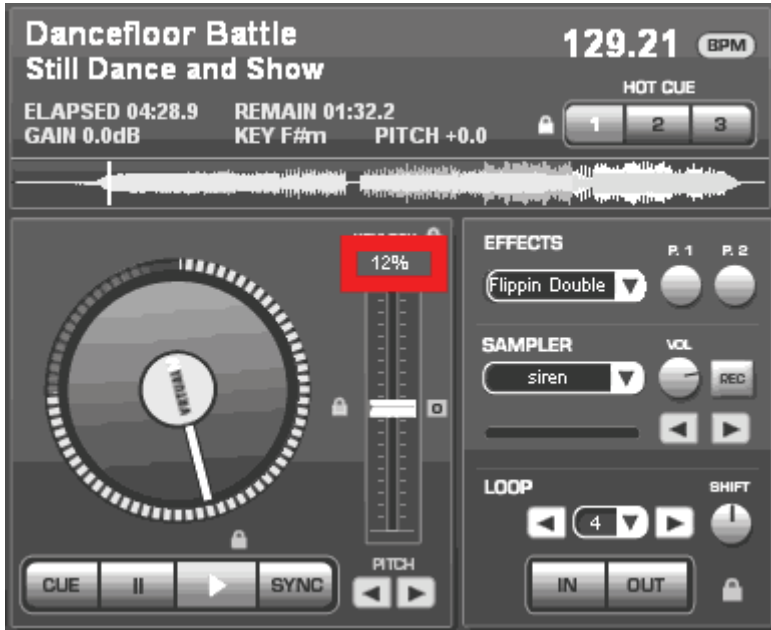 Dancefloor Battle
129.21 BPM
Still Dance and Show
HOT CUE
ELAPSED 04:28.9 REMAIN 01:32.2
1 2 3
GAIN 0.0dB KEY F#m PITCH +0.0
12%
EFFECTS P. 1 P. 2
Flippin Double
SAMPLER VOL
siren REC
0
LOOP SHIFT
4
PITCH
CUE SYNC
IN OUT